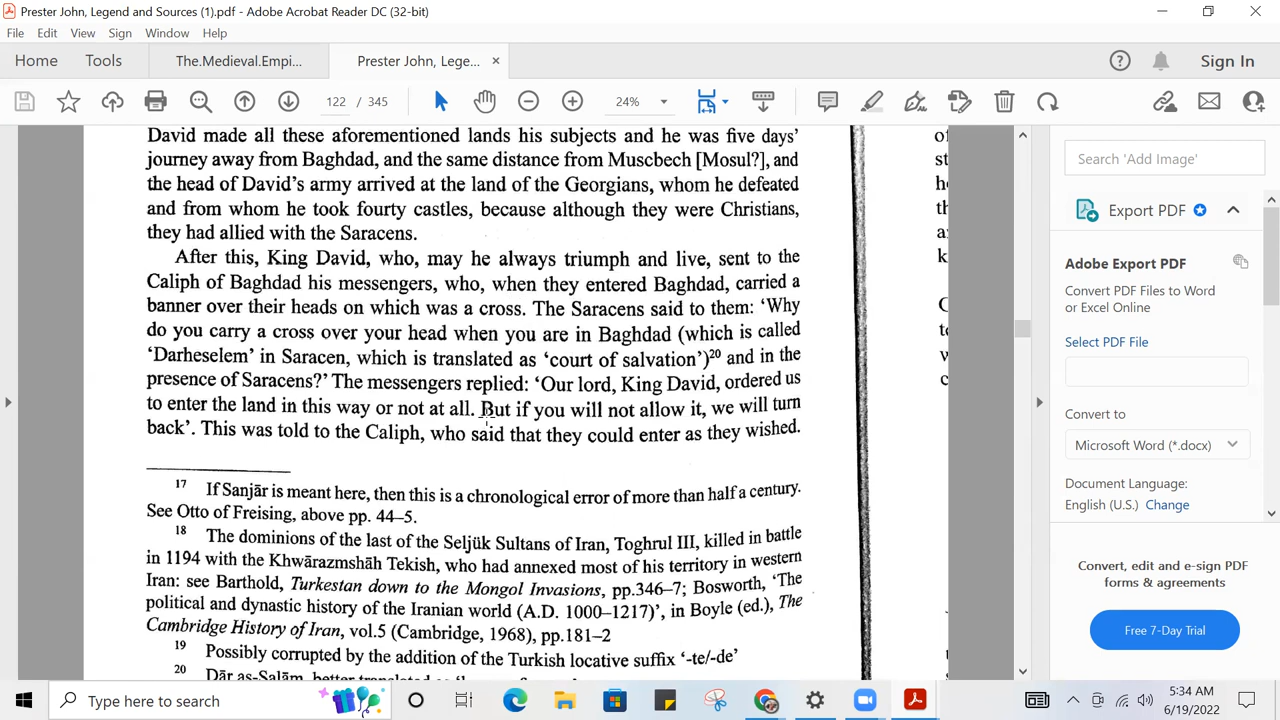 Prester John, Legend and Sources (1).pdf - Adobe Acrobat Reader DC (32-bit)
File Edit View Sign Window Help
Home Tools The.Medieval.Empi... Prester John, Lege... × Sign In
122 / 345 24%
David made all these aforementioned lands his subjects and he was five days'
journey away from Baghdad, and the same distance from Muscbech [Mosul?], and
the head of David's army arrived at the land of the Georgians, whom he defeated
and from whom he took fourty castles, because although they were Christians,
they had allied with the Saracens.
After this, King David, who, may he always triumph and live, sent to the
Caliph of Baghdad his messengers, who, when they entered Baghdad, carried a
banner over their heads on which was a cross. The Saracens said to them: 'Why
do you carry a cross over your head when you are in Baghdad (which is called
'Darheselem' in Saracen, which is translated as 'court of salvation')20 and in the
presence of Saracens?' The messengers replied: 'Our lord, King David, ordered us
to enter the land in this way or not at all. But if you will not allow it, we will turn
back'. This was told to the Caliph, who said that they could enter as they wished.
17 If Sanjār is meant here, then this is a chronological error of more than half a century.
See Otto of Freising, above pp. 44–5.
18 The dominions of the last of the Seljük Sultans of Iran, Toghrul III, killed in battle
in 1194 with the Khwārazmshāh Tekish, who had annexed most of his territory in western
Iran: see Barthold, Turkestan down to the Mongol Invasions, pp.346–7; Bosworth, 'The
political and dynastic history of the Iranian world (A.D. 1000–1217)', in Boyle (ed.), The
Cambridge History of Iran, vol.5 (Cambridge, 1968), pp.181–2
19 Possibly corrupted by the addition of the Turkish locative suffix '-te/-de'
20 Dār as-Salām, better translated
Search 'Add Image'
Export PDF
Adobe Export PDF
Convert PDF Files to Word
or Excel Online
Select PDF File
Convert to
Microsoft Word (*.docx)
Document Language:
English (U.S.) Change
Convert, edit and e-sign PDF
forms & agreements
Free 7-Day Trial
Type here to search
5:34 AM
6/19/2022